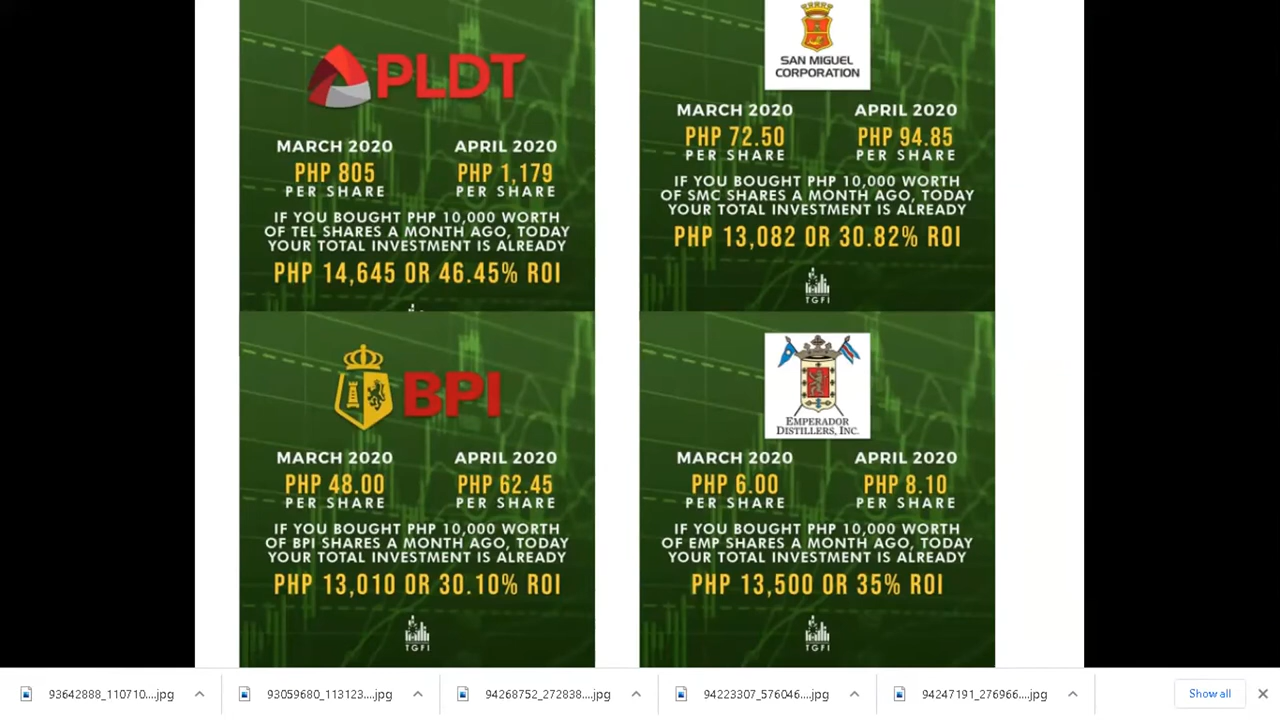 PLDT
MARCH 2020 APRIL 2020
PHP 805 PHP 1,179
PER SHARE PER SHARE
IF YOU BOUGHT PHP 10,000 WORTH
OF TEL SHARES A MONTH AGO, TODAY
YOUR TOTAL INVESTMENT IS ALREADY
PHP 14,645 OR 46.45% ROI
SAN MIGUEL
CORPORATION
MARCH 2020 APRIL 2020
PHP 72.50 PHP 94.85
PER SHARE PER SHARE
IF YOU BOUGHT PHP 10,000 WORTH
OF SMC SHARES A MONTH AGO, TODAY
YOUR TOTAL INVESTMENT IS ALREADY
PHP 13,082 OR 30.82% ROI
TGFI
BPI
MARCH 2020 APRIL 2020
PHP 48.00 PHP 62.45
PER SHARE PER SHARE
IF YOU BOUGHT PHP 10,000 WORTH
OF BPI SHARES A MONTH AGO, TODAY
YOUR TOTAL INVESTMENT IS ALREADY
PHP 13,010 OR 30.10% ROI
TGFI
EMPERADOR
DISTILLERS, INC.
MARCH 2020 APRIL 2020
PHP 6.00 PHP 8.10
PER SHARE PER SHARE
IF YOU BOUGHT PHP 10,000 WORTH
OF EMP SHARES A MONTH AGO, TODAY
YOUR TOTAL INVESTMENT IS ALREADY
PHP 13,500 OR 35% ROI
TGFI
93642888_110710....jpg 93059680_113123....jpg 94268752_272838....jpg 94223307_576046....jpg 94247191_276966....jpg Show all